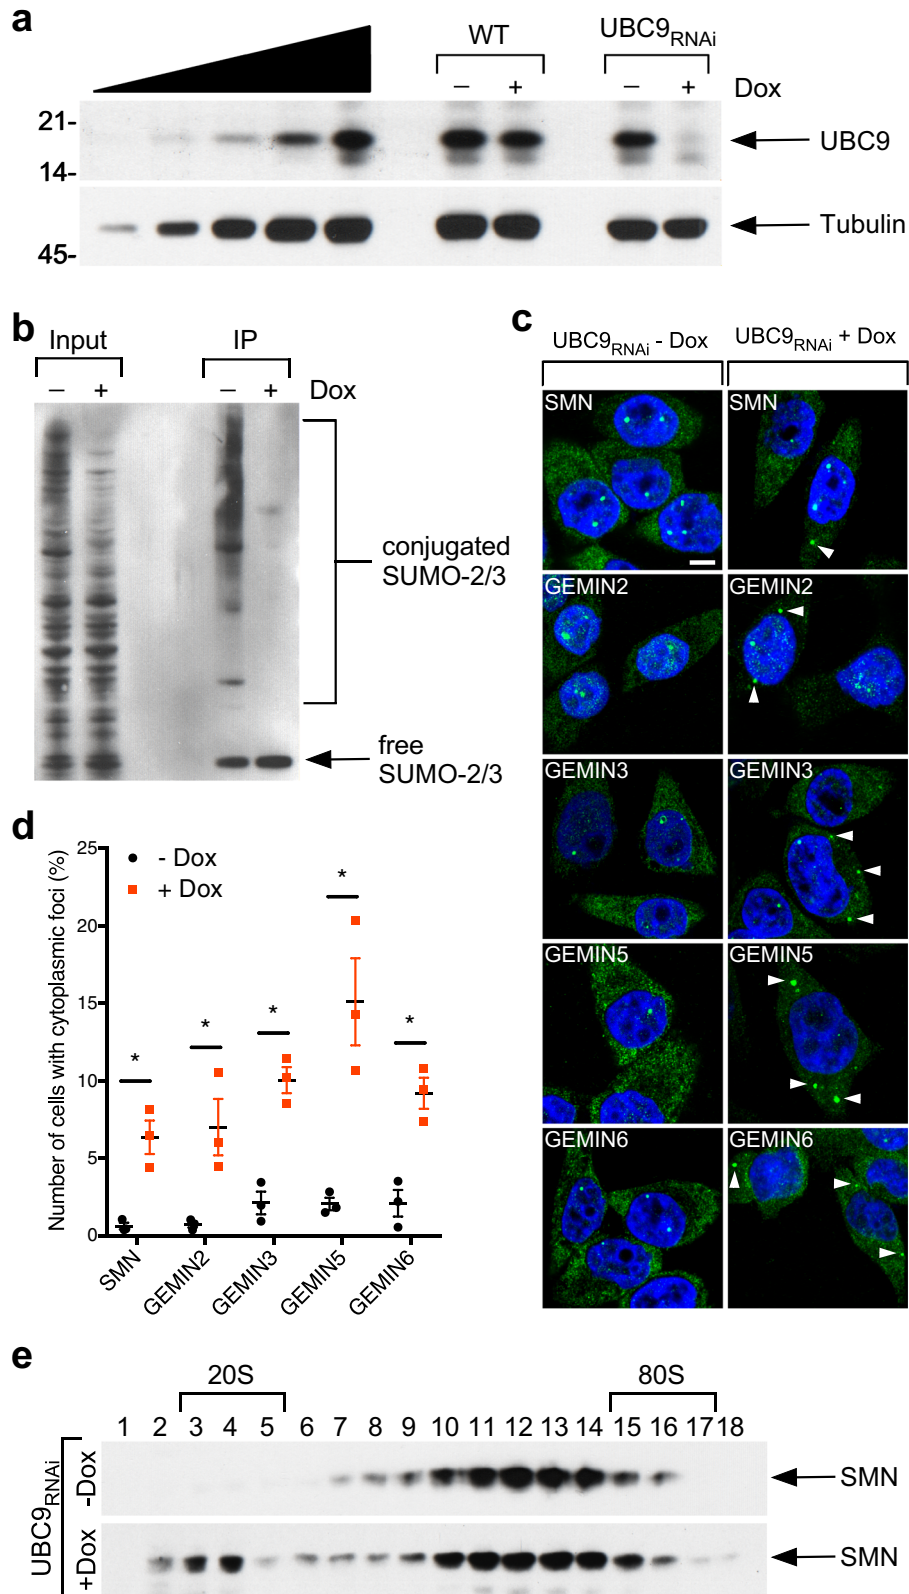 a
WT
UBC9RNAi
− + − + Dox
21-
14-
UBC9
45-
Tubulin
b
Input
IP
− + − + Dox
conjugated
SUMO-2/3
free
SUMO-2/3
c
UBC9RNAi - Dox
UBC9RNAi + Dox
SMN
SMN
GEMIN2
GEMIN2
GEMIN3
GEMIN3
GEMIN5
GEMIN5
GEMIN6
GEMIN6
d
Number of cells with cytoplasmic foci (%)
25
20
15
10
5
0
- Dox
+ Dox
*
*
*
*
*
SMN
GEMIN2
GEMIN3
GEMIN5
GEMIN6
e
20S
80S
1 2 3 4 5 6 7 8 9 10 11 12 13 14 15 16 17 18
UBC9RNAi
-Dox
SMN
+Dox
SMN